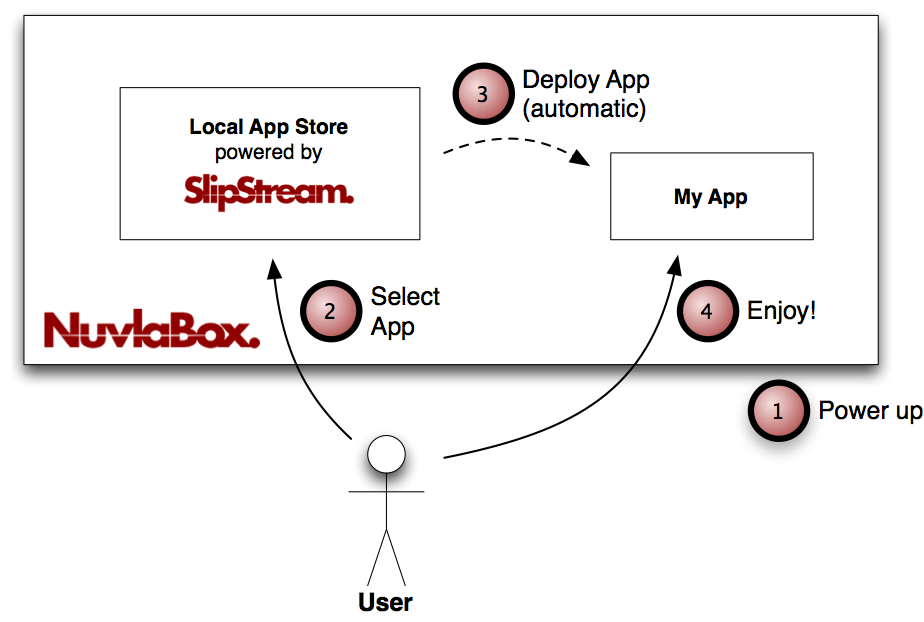 3
Deploy App
(automatic)
Local App Store
powered by
SlipStream.
My App
2
Select
App
4
Enjoy!
NuvlaBox.
1
Power up
User